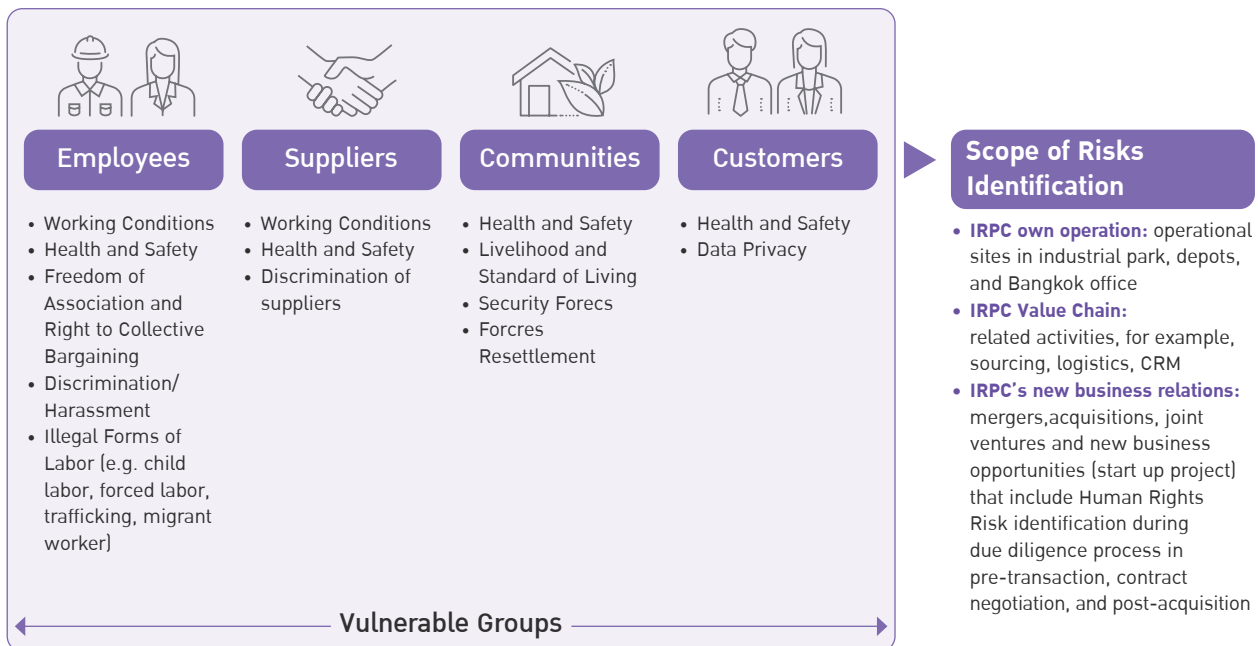 Employees
• Working Conditions
• Health and Safety
• Freedom of
Association and
Right to Collective
Bargaining
• Discrimination/
Harassment
• Illegal Forms of
Labor (e.g. child
labor, forced labor,
trafficking, migrant
worker)
Suppliers
• Working Conditions
• Health and Safety
• Discrimination of
suppliers
Communities
• Health and Safety
• Livelihood and
Standard of Living
• Security Forecs
• Forcres
Resettlement
Customers
• Health and Safety
• Data Privacy
Vulnerable Groups
Scope of Risks
Identification
• IRPC own operation: operational
sites in industrial park, depots,
and Bangkok office
• IRPC Value Chain:
related activities, for example,
sourcing, logistics, CRM
• IRPC’s new business relations:
mergers,acquisitions, joint
ventures and new business
opportunities (start up project)
that include Human Rights
Risk identification during
due diligence process in
pre-transaction, contract
negotiation, and post-acquisition